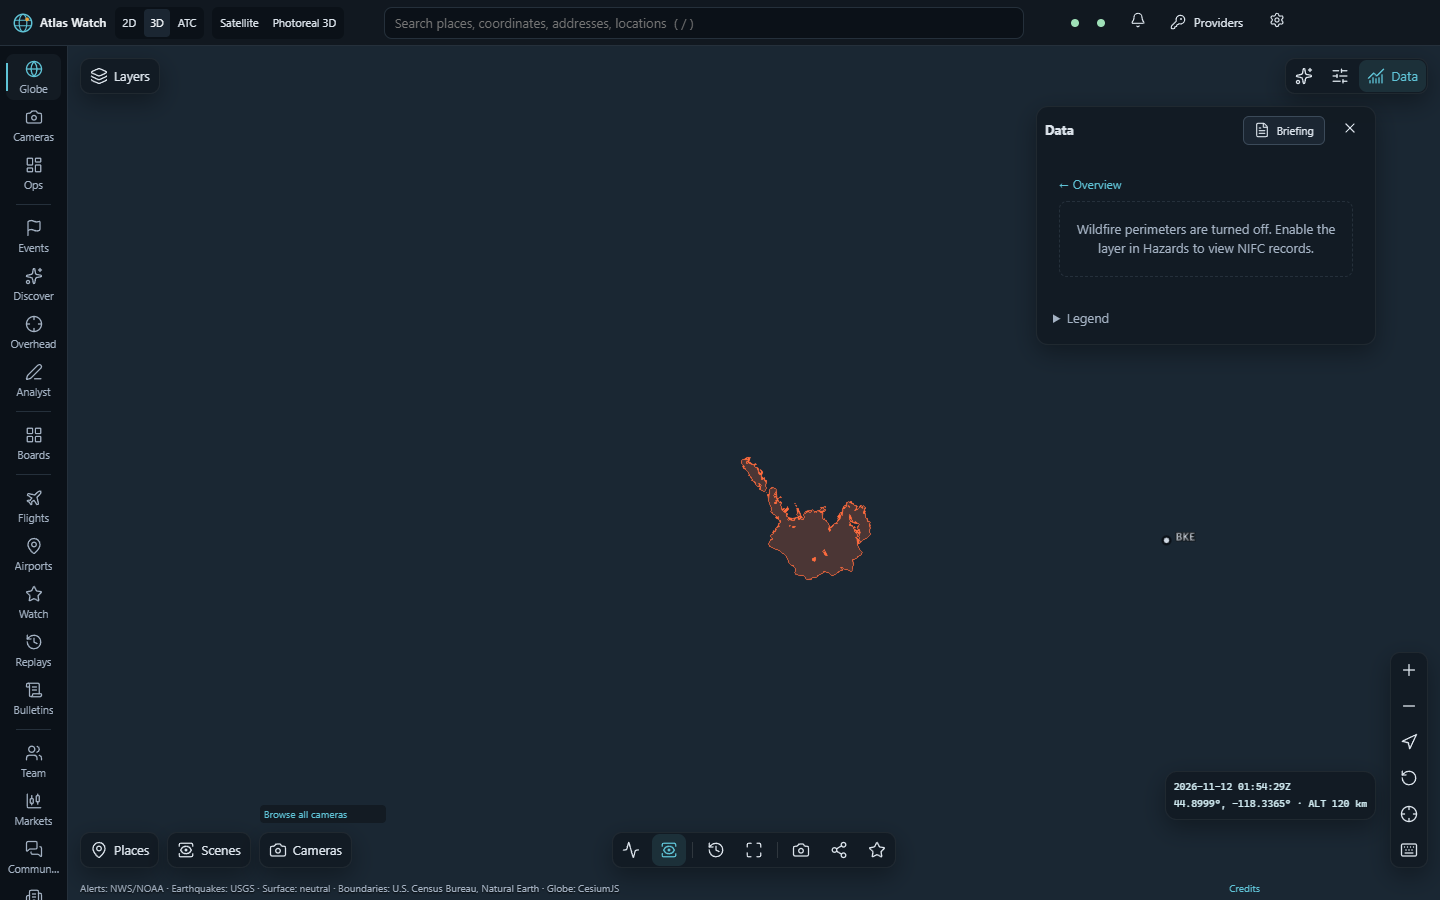 Atlas Watch
2D 3D ATC
Satellite Photoreal 3D
Search places, coordinates, addresses, locations ( / )
Providers
Globe
Cameras
Ops
Events
Discover
Overhead
Analyst
Boards
Flights
Airports
Watch
Replays
Bulletins
Team
Markets
Commun...
Layers
Data
Data
Briefing
← Overview
Wildfire perimeters are turned off. Enable the
layer in Hazards to view NIFC records.
Legend
BKE
2026-11-12 01:54:29Z
44.8999°, -118.3365° · ALT 120 km
Browse all cameras
Places
Scenes
Cameras
Alerts: NWS/NOAA · Earthquakes: USGS · Surface: neutral · Boundaries: U.S. Census Bureau, Natural Earth · Globe: CesiumJS
Credits